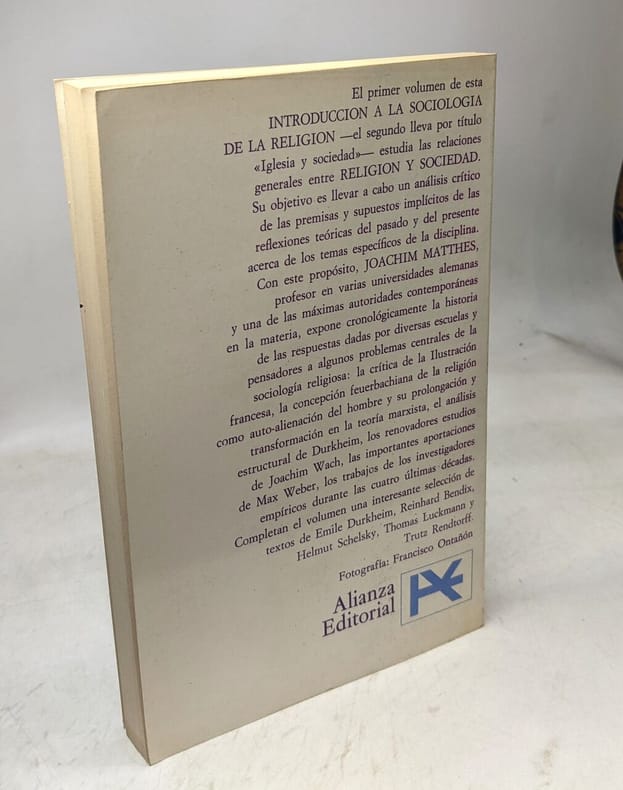 El primer volumen de esta
INTRODUCCION A LA SOCIOLOGIA
DE LA RELIGION —el segundo lleva por título
«Iglesia y sociedad»— estudia las relaciones
generales entre RELIGION Y SOCIEDAD.
Su objetivo es llevar a cabo un análisis crítico
de las premisas y supuestos implícitos de las
reflexiones teóricas del pasado y del presente
acerca de los temas específicos de la disciplina.
Con este propósito, JOACHIM MATTHES,
profesor en varias universidades alemanas
y una de las máximas autoridades contemporáneas
en la materia, expone cronológicamente la historia
de las respuestas dadas por diversas escuelas y
pensadores a algunos problemas centrales de la
sociología religiosa: la crítica de la Ilustración
francesa, la concepción feuerbachiana de la religión
como auto-alienación del hombre y su prolongación y
transformación en la teoría marxista, el análisis
estructural de Durkheim, los renovadores estudios
de Joachim Wach, las importantes aportaciones
de Max Weber, los trabajos de los investigadores
empíricos durante las cuatro últimas décadas.
Completan el volumen una interesante selección de
textos de Emile Durkheim, Reinhard Bendix,
Helmut Schelsky, Thomas Luckmann y
Trutz Rendtorff.
Fotografía: Francisco Ontañón
Alianza
Editorial